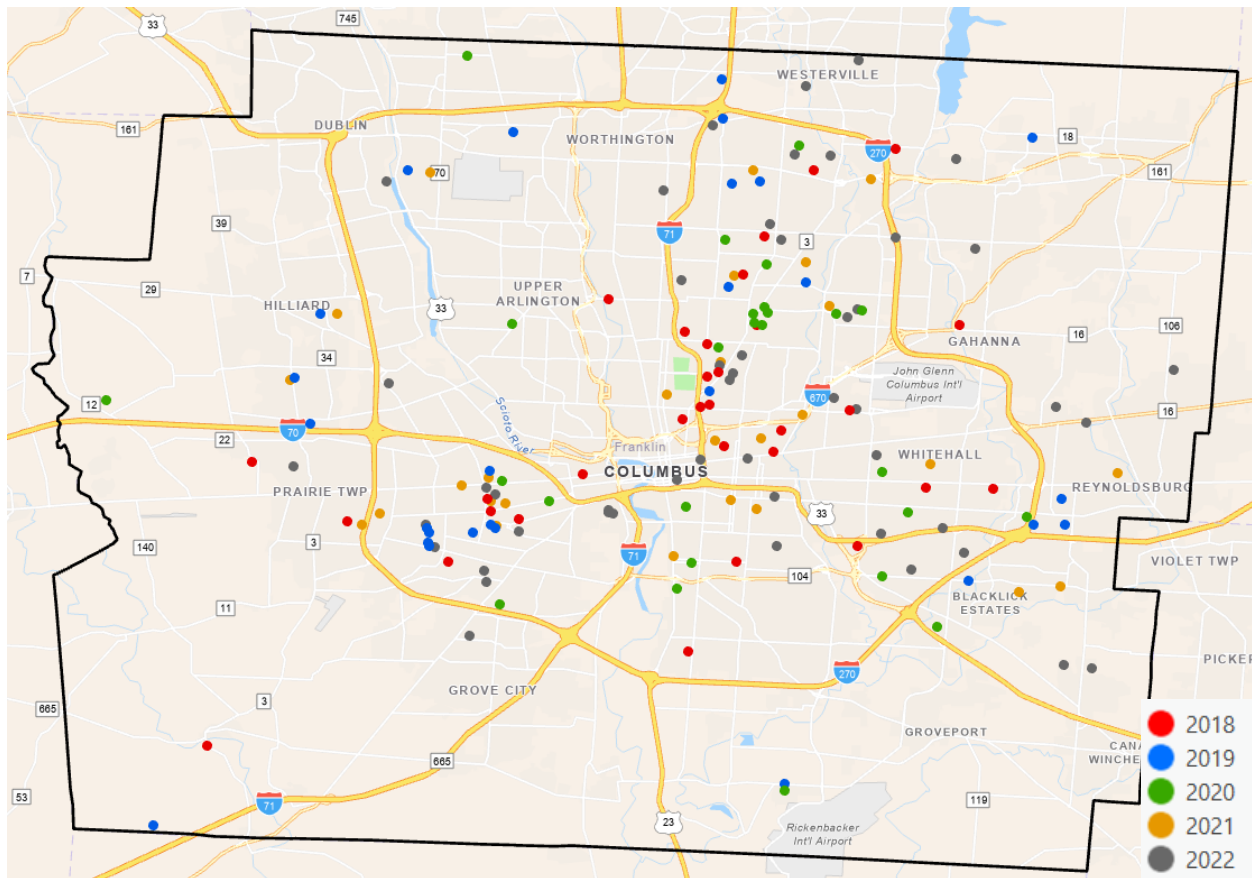 745
33
WESTERVILLE
161
DUBLIN
WORTHINGTON
18
270
70
161
39
71
3
7
29
UPPER
ARLINGTON
HILLIARD
33
106
16
GAHANNA
34
John Glenn
Columbus Int'l
Airport
12
670
16
Scioto River
70
22
Franklin
WHITEHALL
COLUMBUS
PRAIRIE TWP
REYNOLDSBURG
33
140
3
71
VIOLET TWP
104
11
BLACKLICK
ESTATES
PICKER
270
GROVE CITY
3
665
GROVEPORT
665
CANA
WINCHE
53
71
23
119
Rickenbacker
Int'l Airport
2018
2019
2020
2021
2022